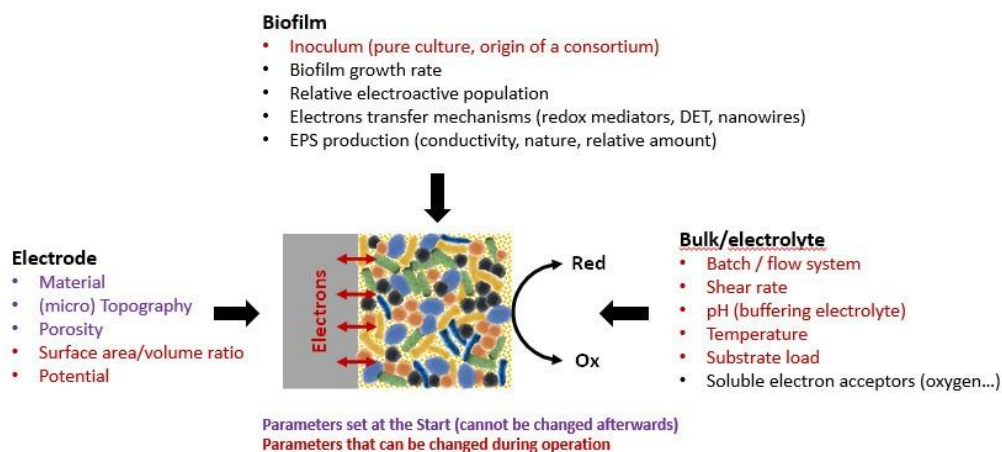 Biofilm
• Inoculum (pure culture, origin of a consortium)
• Biofilm growth rate
• Relative electroactive population
• Electrons transfer mechanisms (redox mediators, DET, nanowires)
• EPS production (conductivity, nature, relative amount)
Electrode
• Material
• (micro) Topography
• Porosity
• Surface area/volume ratio
• Potential
Electrons
Red
Ox
Bulk/electrolyte
• Batch / flow system
• Shear rate
• pH (buffering electrolyte)
• Temperature
• Substrate load
• Soluble electron acceptors (oxygen...)
Parameters set at the Start (cannot be changed afterwards)
Parameters that can be changed during operation